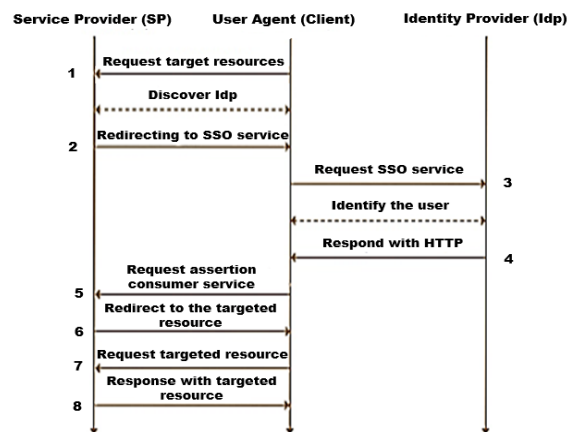 Service Provider (SP) User Agent (Client) Identity Provider (Idp)
1 Request target resources
Discover Idp
2 Redirecting to SSO service
Request SSO service 3
Identify the user
Respond with HTTP 4
Request assertion
consumer service
5
Redirect to the targeted
resource
6
Request targeted resource
7
Response with targeted
resource
8